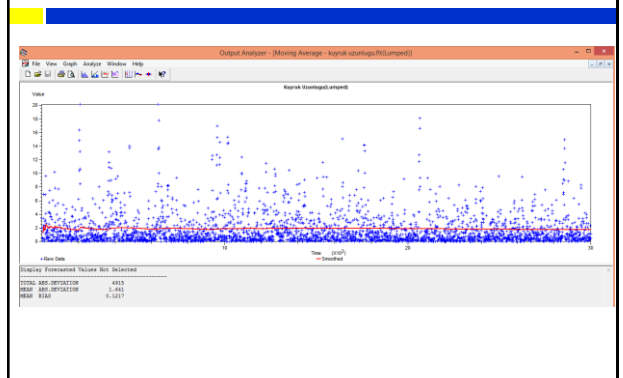 Output Analyzer - [Moving Average - kuyruk uzunlugu.flt(Lumped)]
File View Graph Analyze Window Help
Kuyruk Uzunlugu(Lumped)
Value
20
18
16
14
12
10
8
6
4
2
0
10 20 30
Time (X10³)
+ Raw Data — Smoothed
Display Forecasted Values Not Selected
TOTAL ABS.DEVIATION 4915
MEAN ABS.DEVIATION 1.641
MEAN BIAS 0.1217